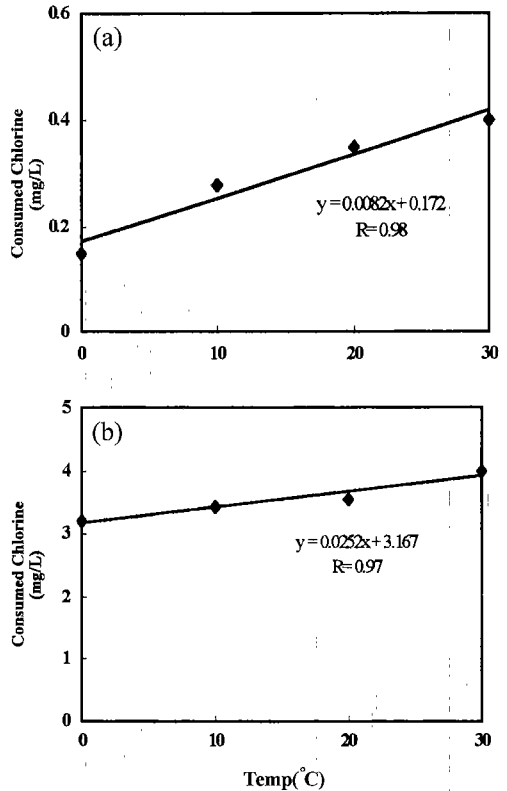 (a)
0.6
0.4
0.2
0
Consumed Chlorine
(mg/L)
y = 0.0082x + 0.172
R= 0.98
0 10 20 30
(b)
5
4
3
2
1
0
Consumed Chlorine
(mg/L)
y = 0.0252x + 3.167
R= 0.97
0 10 20 30
Temp(°C)